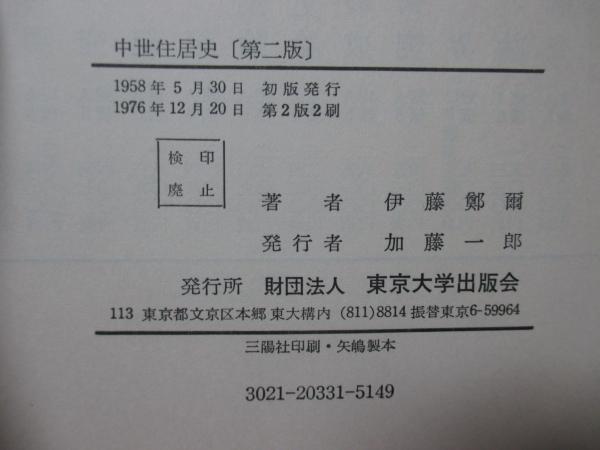 中世住居史〔第二版〕
1958年 5月30日 初版発行
1976年12月20日 第2版2刷
検印
廃止
著者 伊藤鄭爾
発行者 加藤一郎
発行所 財団法人 東京大学出版会
113 東京都文京区本郷 東大構内 (811)8814 振替東京6-59964
三陽社印刷・矢嶋製本
3021-20331-5149